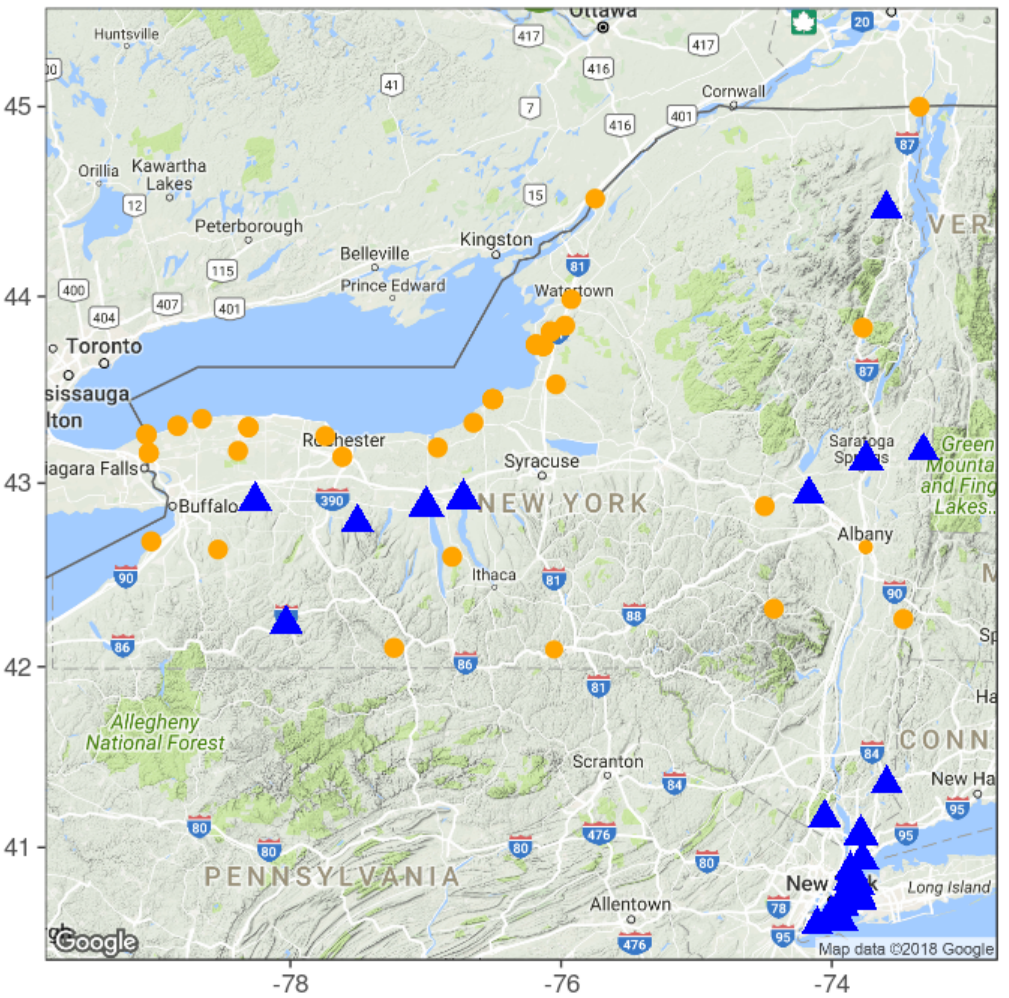 Ottawa
Huntsville
417
20
417
416
41
45
Cornwall
7
401
416
87
Orillia
Kawartha
Lakes
12
15
Peterborough
VER
Kingston
Belleville
115
81
Prince Edward
Watertown
44
400
407
401
404
Toronto
87
sissauga
lton
Rochester
Saratoga
Springs
Green
Mounta
and Fing
Lakes..
iagara Falls
Syracuse
43
390
NEW YORK
Buffalo
Albany
90
Ithaca
81
90
88
86
86
42
81
Allegheny
National Forest
84
CONN
Scranton
84
New Ha
95
80
476
95
41
80
80
80
PENNSYLVANIA
New
k
Long Island
Allentown
78
95
476
Google
Map data ©2018 Google
-78
-76
-74